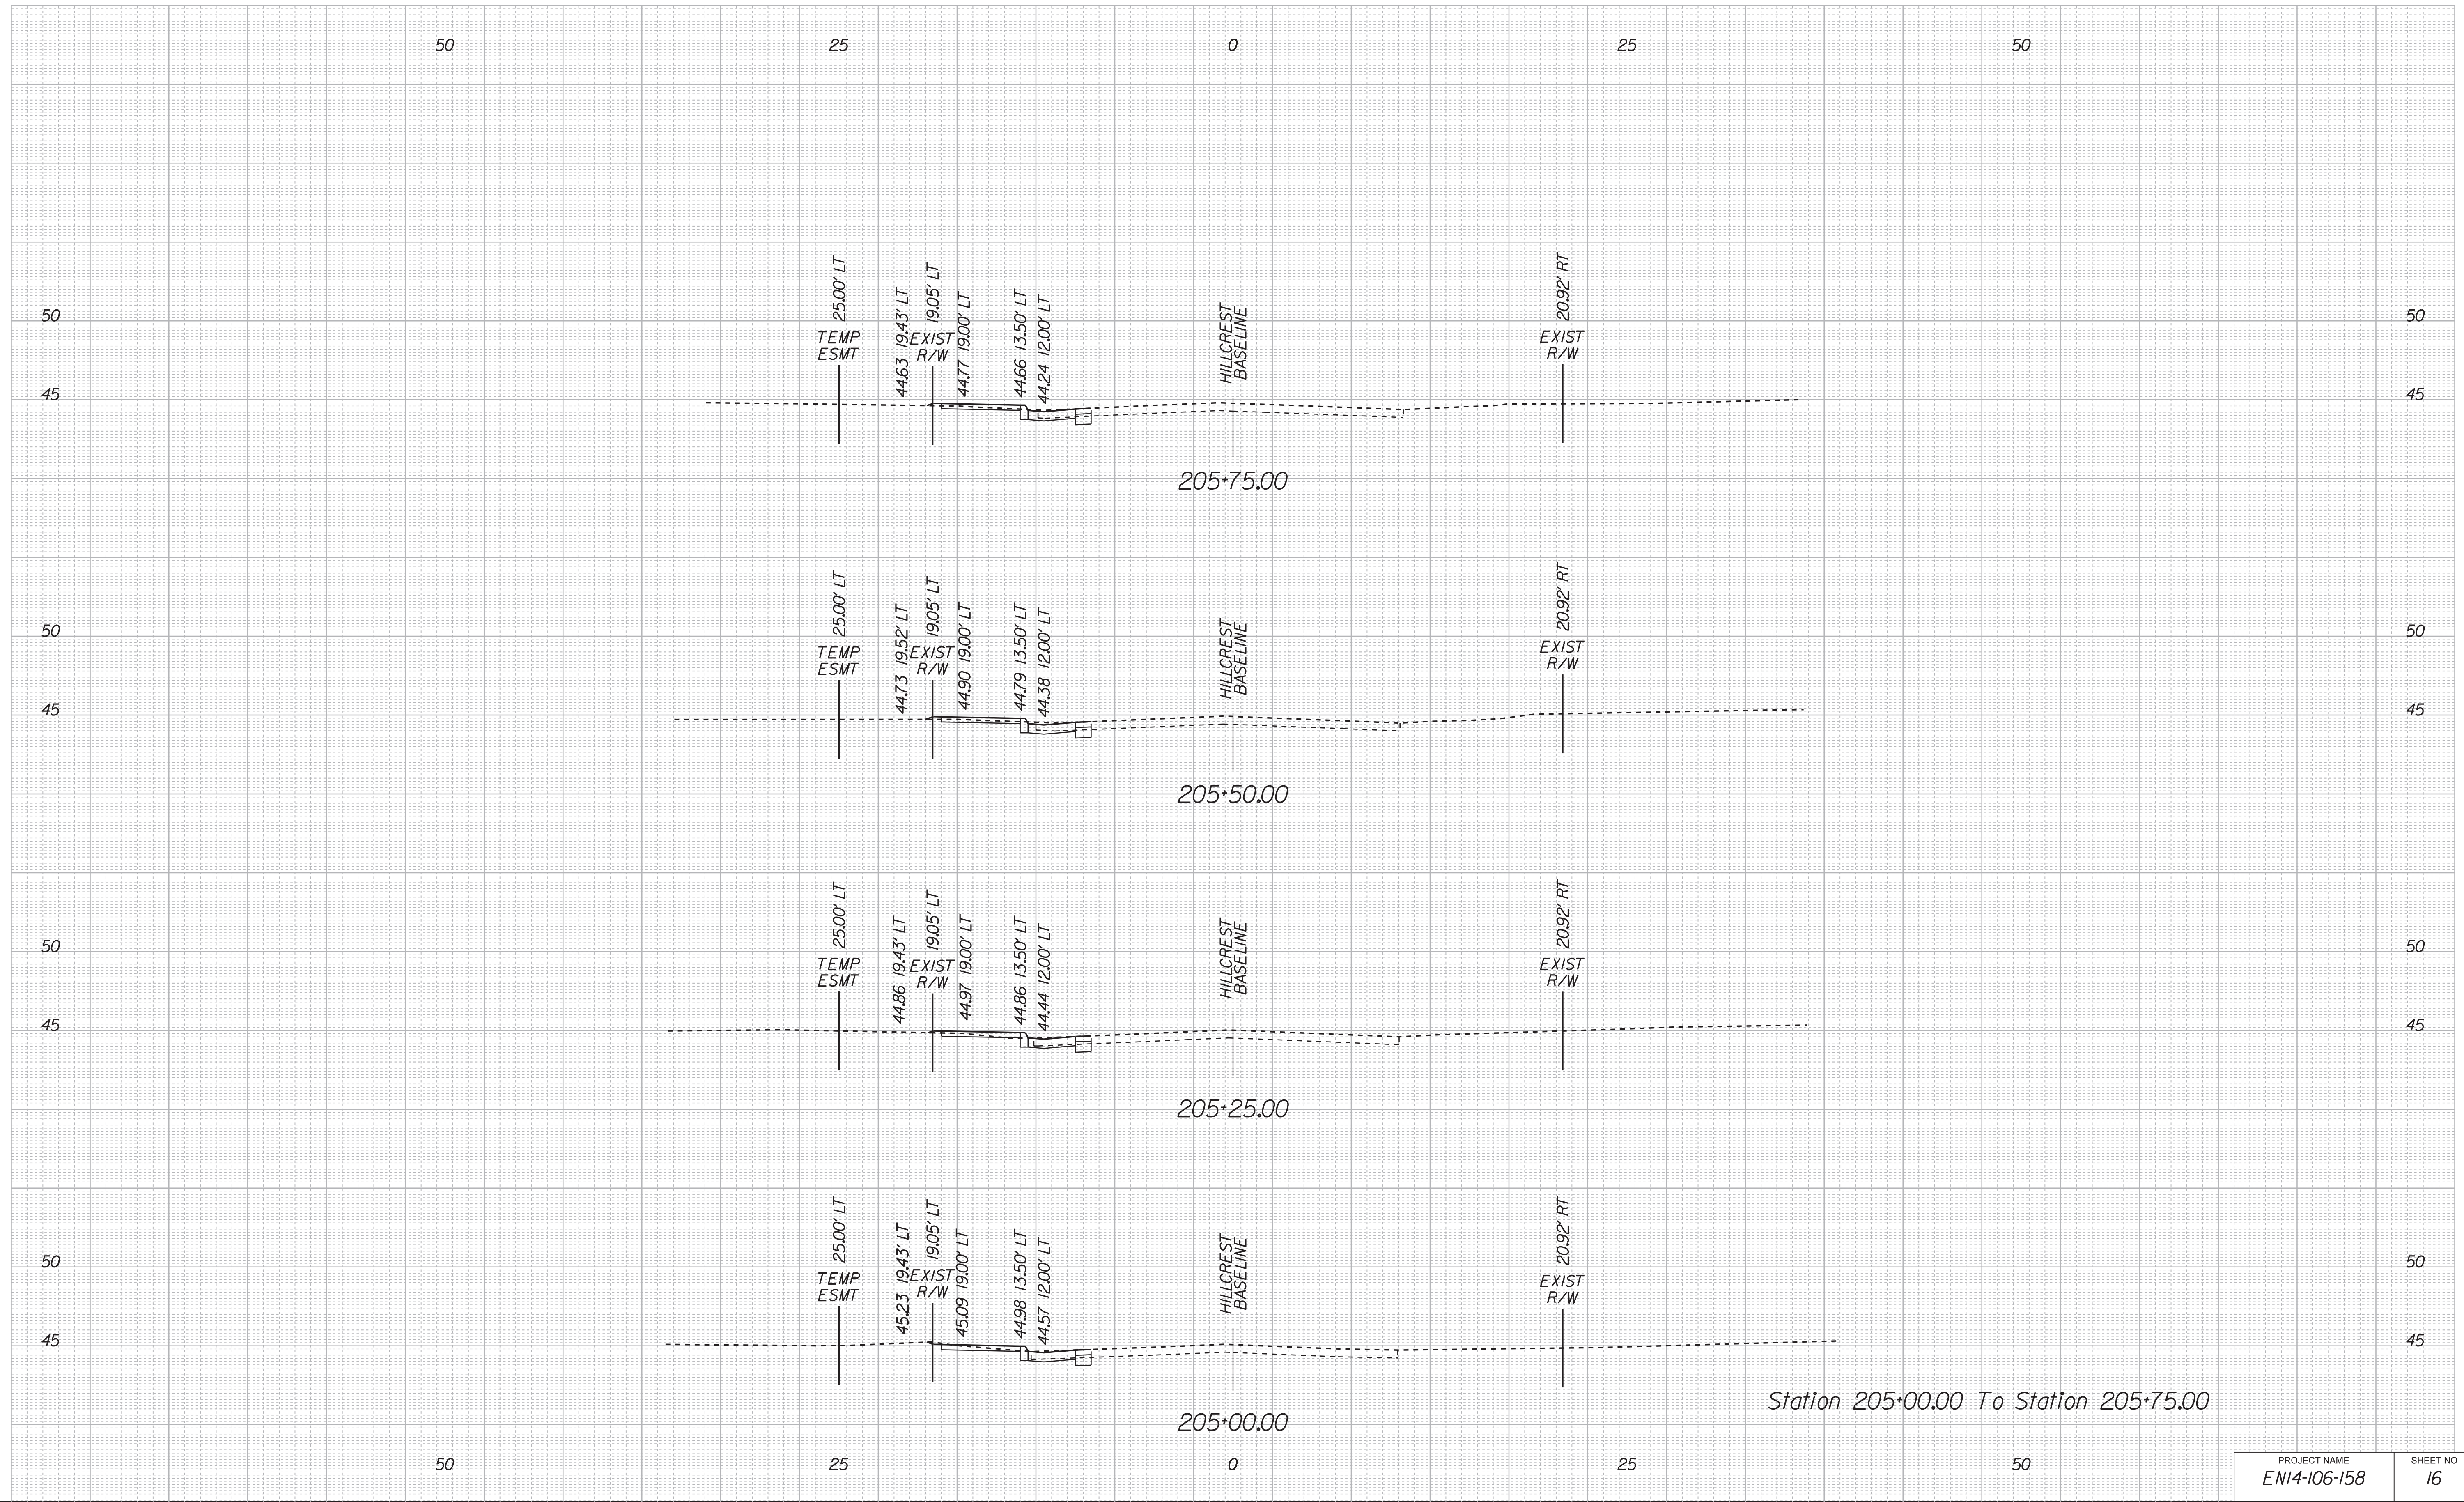 50 25 0 25 50
25.00' LT
TEMP
ESMT
44.63 19.43' LT
19.05' LT
EXIST
R/W
44.77 19.00' LT
44.66 13.50' LT
44.24 12.00' LT
HILLCREST
BASELINE
20.92' RT
EXIST
R/W
50 50
45 45
205+75.00
25.00' LT
TEMP
ESMT
44.73 19.52' LT
19.05' LT
EXIST
R/W
44.90 19.00' LT
44.79 13.50' LT
44.38 12.00' LT
HILLCREST
BASELINE
20.92' RT
EXIST
R/W
50 50
45 45
205+50.00
25.00' LT
TEMP
ESMT
44.86 19.43' LT
19.05' LT
EXIST
R/W
44.97 19.00' LT
44.86 13.50' LT
44.44 12.00' LT
HILLCREST
BASELINE
20.92' RT
EXIST
R/W
50 50
45 45
205+25.00
25.00' LT
TEMP
ESMT
45.23 19.43' LT
19.05' LT
EXIST
R/W
45.09 19.00' LT
44.98 13.50' LT
44.57 12.00' LT
HILLCREST
BASELINE
20.92' RT
EXIST
R/W
50 50
45 45
205+00.00
Station 205+00.00 To Station 205+75.00
50 25 0 25 50
PROJECT NAME
EN14-106-158
SHEET NO.
16